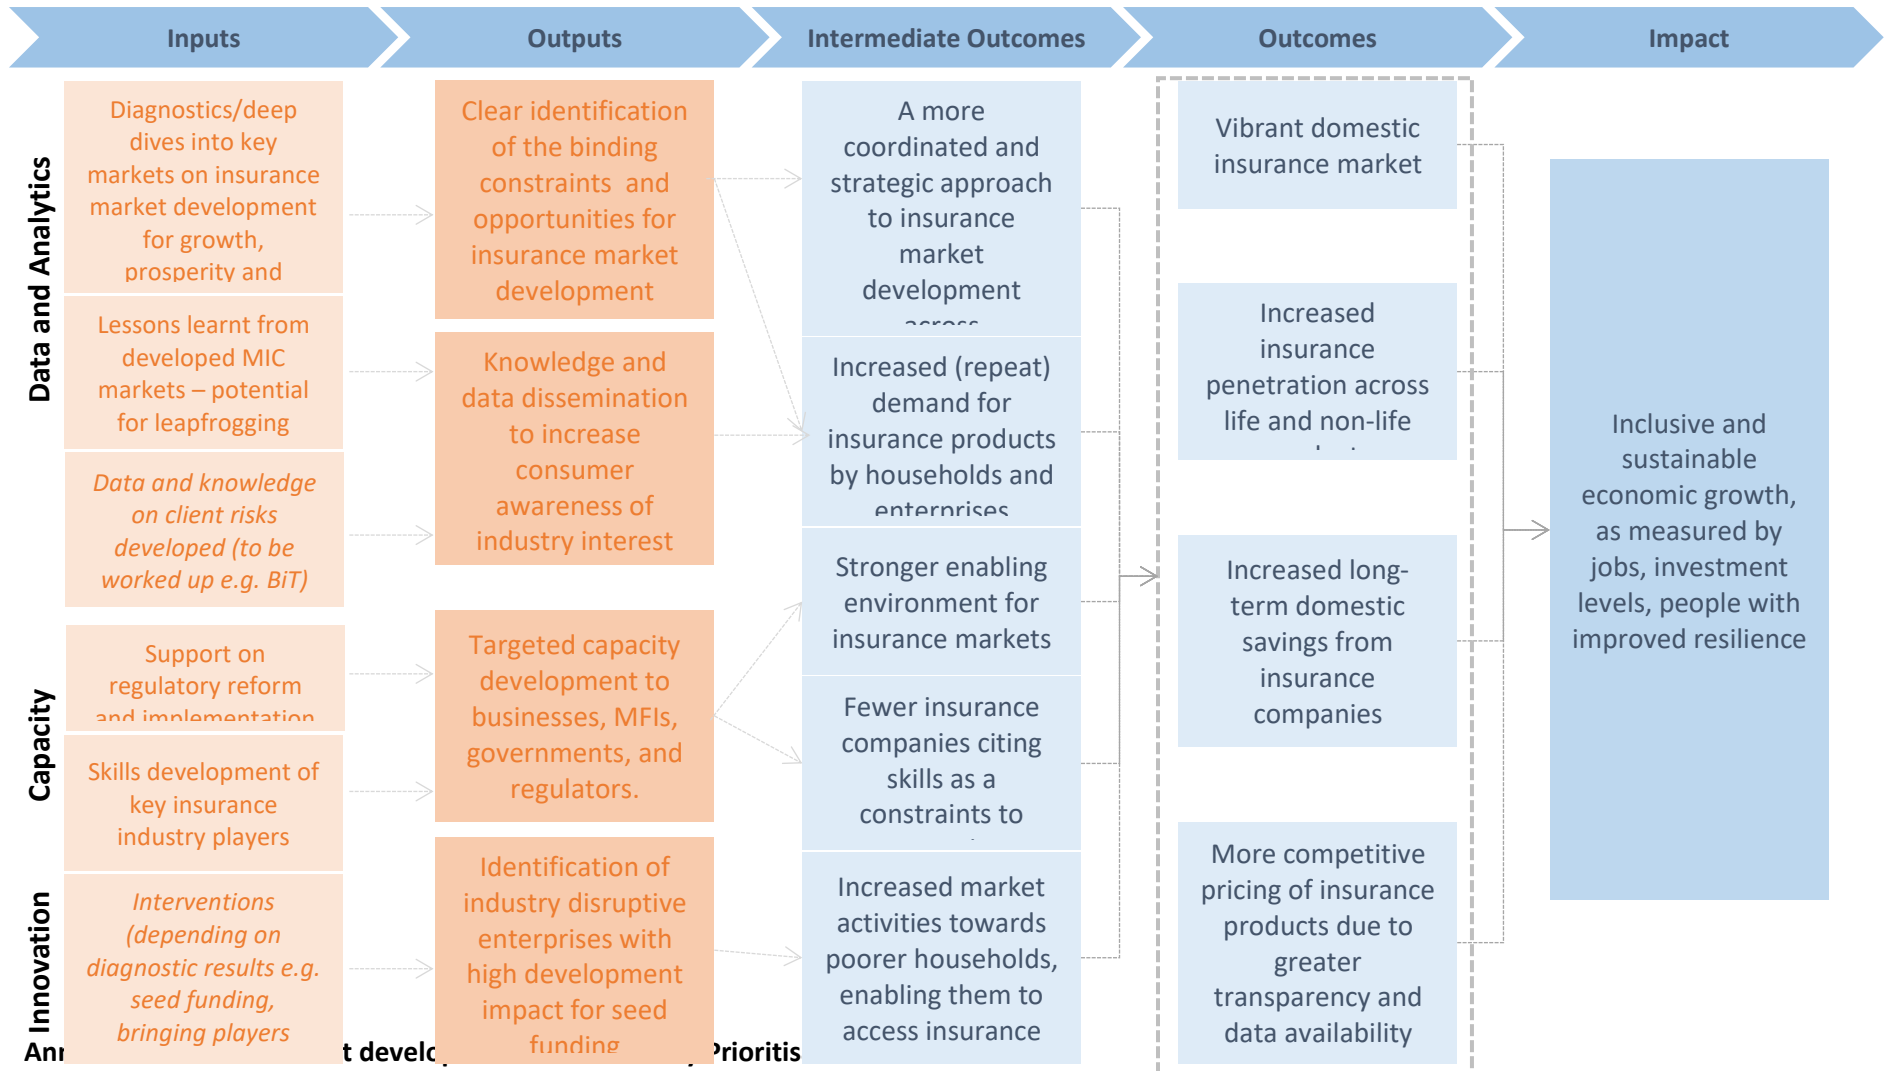 Inputs
Outputs
Intermediate Outcomes
Outcomes
Impact
Data and Analytics
Capacity
Innovation
Diagnostics/deep
dives into key
markets on insurance
market development
for growth,
prosperity and
Lessons learnt from
developed MIC
markets – potential
for leapfrogging
Data and knowledge
on client risks
developed (to be
worked up e.g. BiT)
Support on
regulatory reform
and implementation
Skills development of
key insurance
industry players
Interventions
(depending on
diagnostic results e.g.
seed funding,
bringing players
Clear identification
of the binding
constraints and
opportunities for
insurance market
development
Knowledge and
data dissemination
to increase
consumer
awareness of
industry interest
Targeted capacity
development to
businesses, MFIs,
governments, and
regulators.
Identification of
industry disruptive
enterprises with
high development
impact for seed
funding
A more
coordinated and
strategic approach
to insurance
market
development
across
Increased (repeat)
demand for
insurance products
by households and
enterprises
Stronger enabling
environment for
insurance markets
Fewer insurance
companies citing
skills as a
constraints to
Increased market
activities towards
poorer households,
enabling them to
access insurance
Vibrant domestic
insurance market
Increased
insurance
penetration across
life and non-life
Increased long-
term domestic
savings from
insurance
companies
More competitive
pricing of insurance
products due to
greater
transparency and
data availability
Inclusive and
sustainable
economic growth,
as measured by
jobs, investment
levels, people with
improved resilience